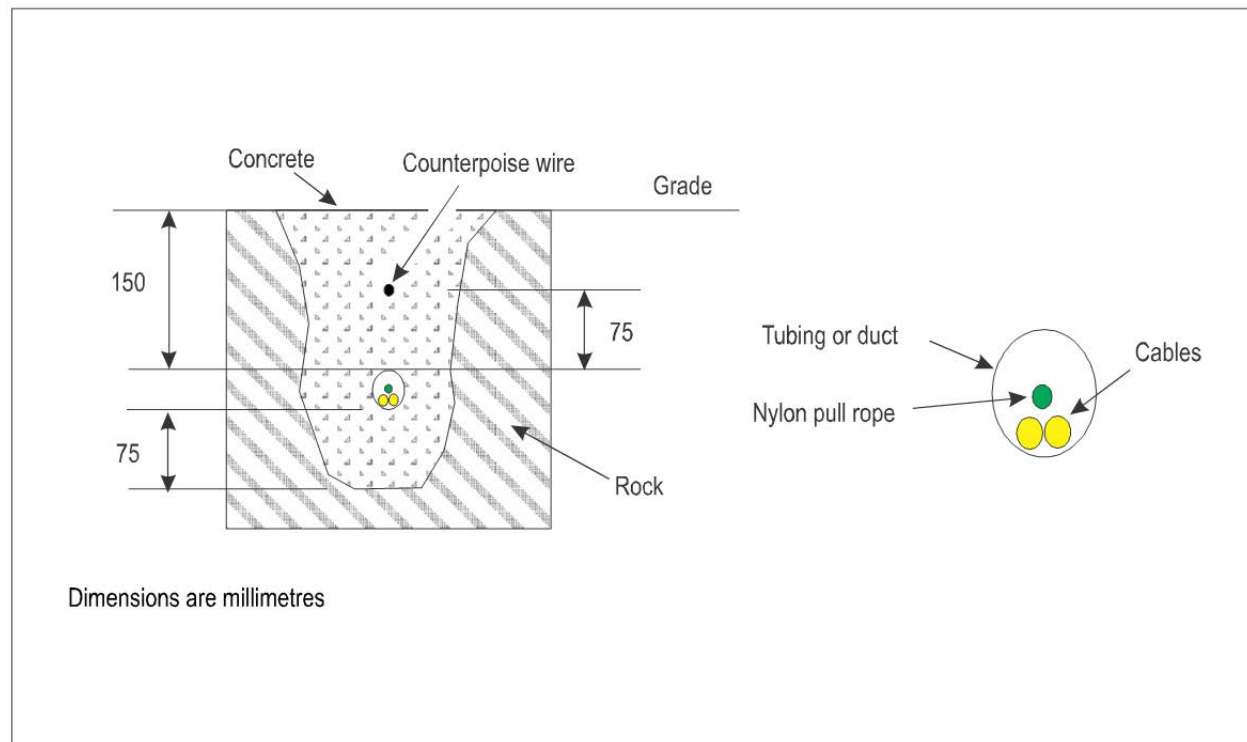 Concrete
Counterpoise wire
Grade
150
75
Tubing or duct
Cables
Nylon pull rope
75
Rock
Dimensions are millimetres